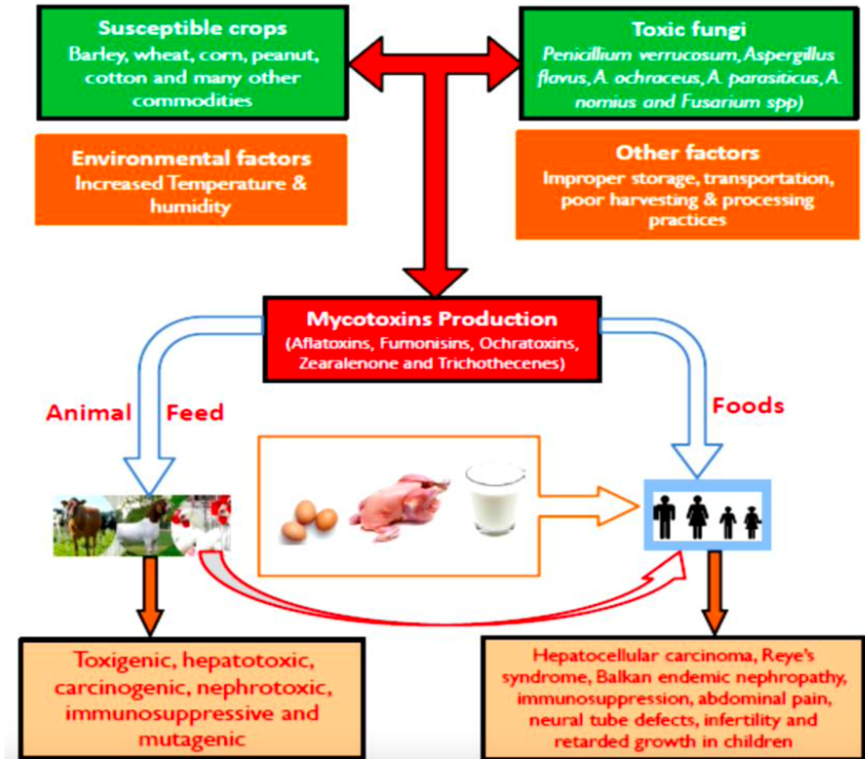 Susceptible crops
Barley, wheat, corn, peanut,
cotton and many other
commodities
Toxic fungi
Penicillium verrucosum, Aspergillus
flavus, A. ochraceus, A. parasiticus, A.
nomius and Fusarium spp)
Environmental factors
Increased Temperature &
humidity
Other factors
Improper storage, transportation,
poor harvesting & processing
practices
Mycotoxins Production
(Aflatoxins, Fumonisins, Ochratoxins,
Zearalenone and Trichothecenes)
Animal Feed
Foods
Toxigenic, hepatotoxic,
carcinogenic, nephrotoxic,
immunosuppressive and
mutagenic
Hepatocellular carcinoma, Reye's
syndrome, Balkan endemic nephropathy,
immunosuppression, abdominal pain,
neural tube defects, infertility and
retarded growth in children